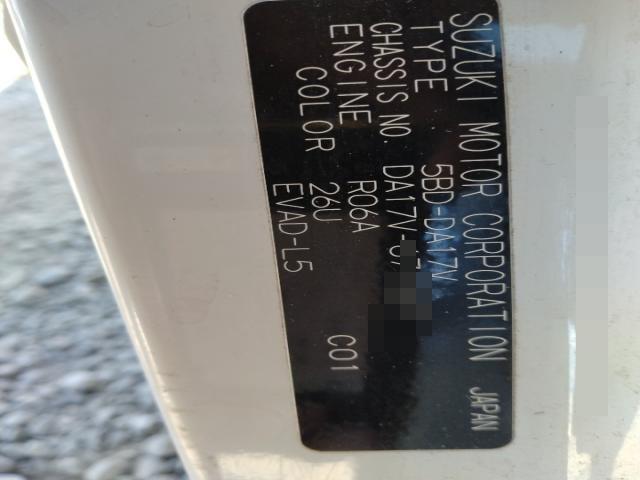 SUZUKI MOTOR CORPORATION JAPAN
TYPE 5BD-DA17V
CHASSIS NO. DA17V-
ENGINE R06A
COLOR 26U C01
EVAD-L5